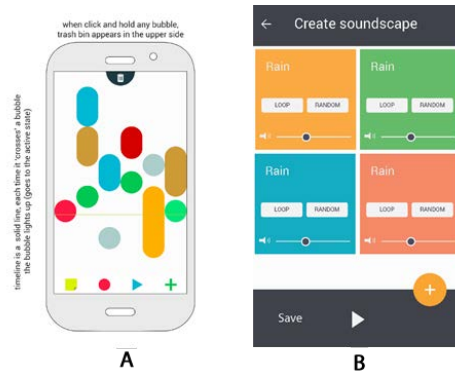 when click and hold any bubble,
trash bin appears in the upper side
timeline is a solid line, each time it 'crosses' a bubble
the bubble lights up (goes to the active state)
A
Create soundscape
Rain
LOOP RANDOM
Rain
LOOP RANDOM
Rain
LOOP RANDOM
Rain
LOOP RANDOM
Save
B